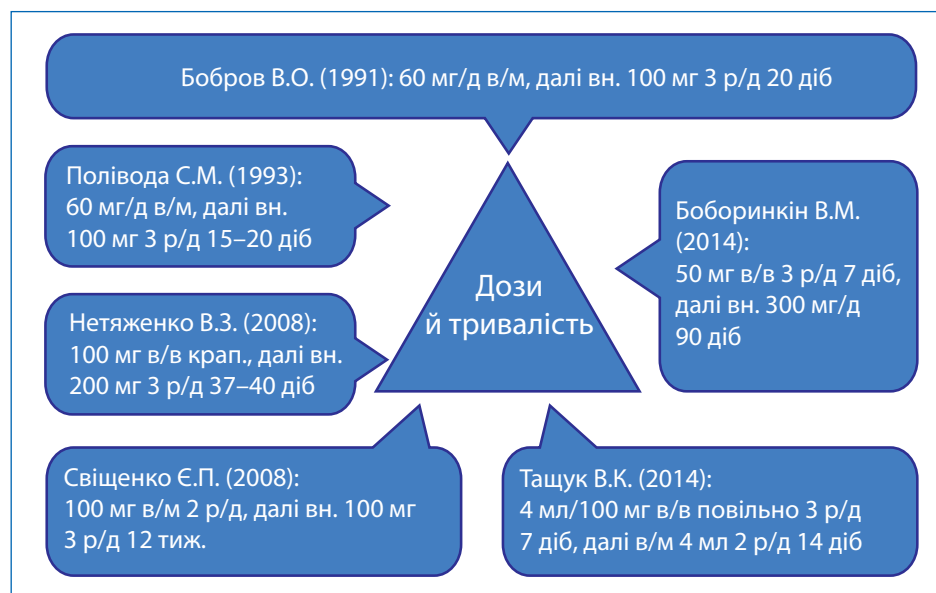 Бобров В.О. (1991): 60 мг/д в/м, далі вн. 100 мг 3 р/д 20 діб
Полівода С.М. (1993):
60 мг/д в/м, далі вн.
100 мг 3 р/д 15–20 діб
Боборинкін В.М.
(2014):
50 мг в/в 3 р/д 7 діб,
далі вн. 300 мг/д
90 діб
Дози
й тривалість
Нетяженко В.З. (2008):
100 мг в/в крап., далі вн.
200 мг 3 р/д 37–40 діб
Свіщенко Є.П. (2008):
100 мг в/м 2 р/д, далі вн. 100 мг
3 р/д 12 тиж.
Тащук В.К. (2014):
4 мл/100 мг в/в повільно 3 р/д
7 діб, далі в/м 4 мл 2 р/д 14 діб